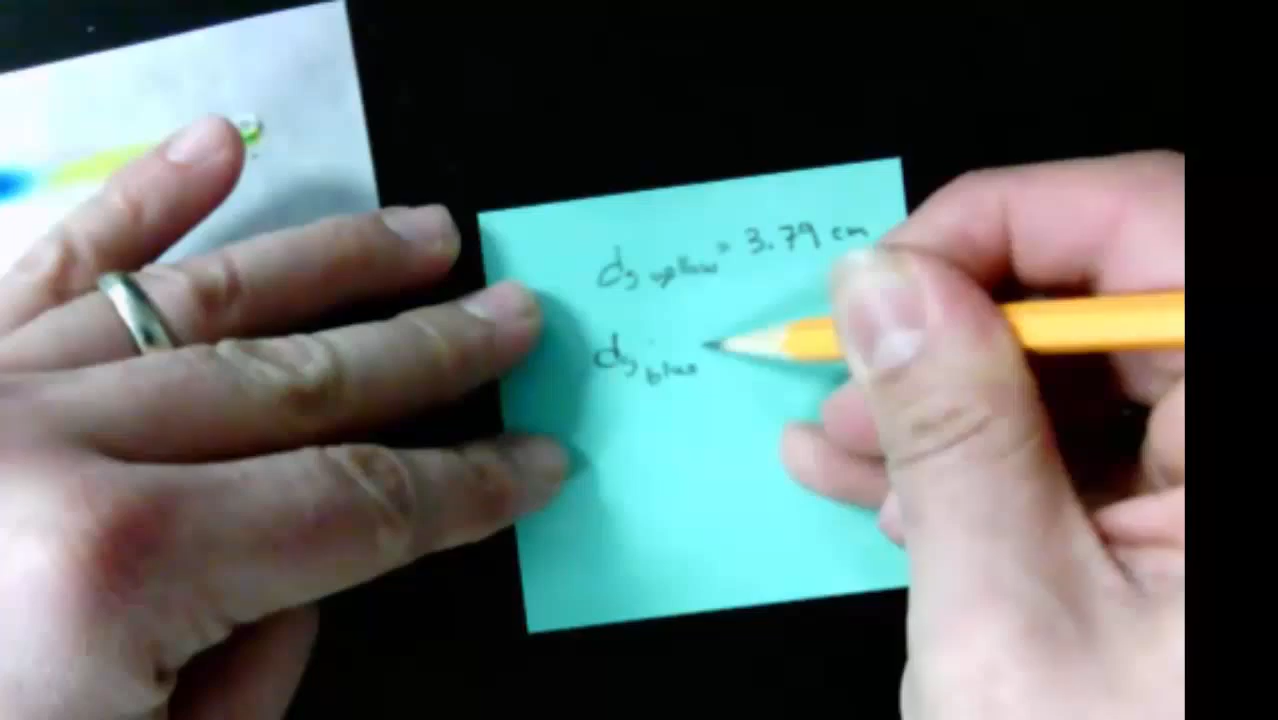 ds yellow = 3.79 cm
ds blue